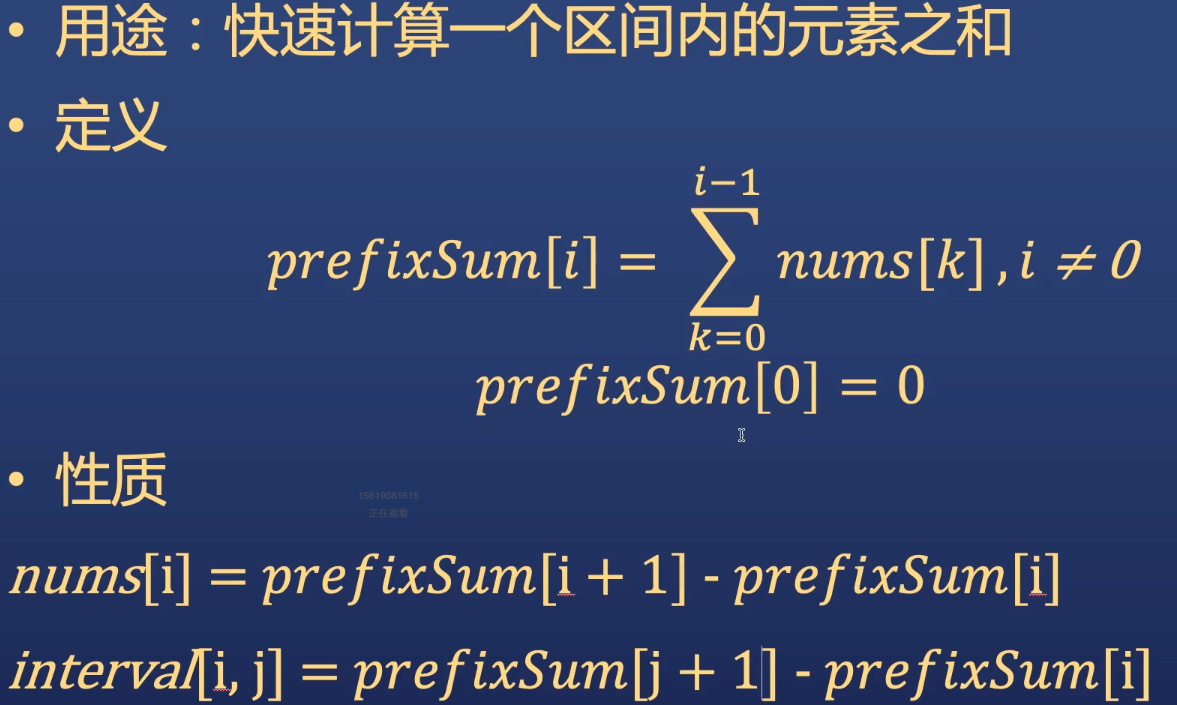 • 用途：快速计算一个区间内的元素之和
• 定义
i−1
prefixSum[i] = ∑ nums[k], i ≠ 0
k=0
prefixSum[0] = 0
• 性质
15619081615
正在观看
nums[i] = prefixSum[i + 1] - prefixSum[i]
interval[i, j] = prefixSum[j + 1] - prefixSum[i]